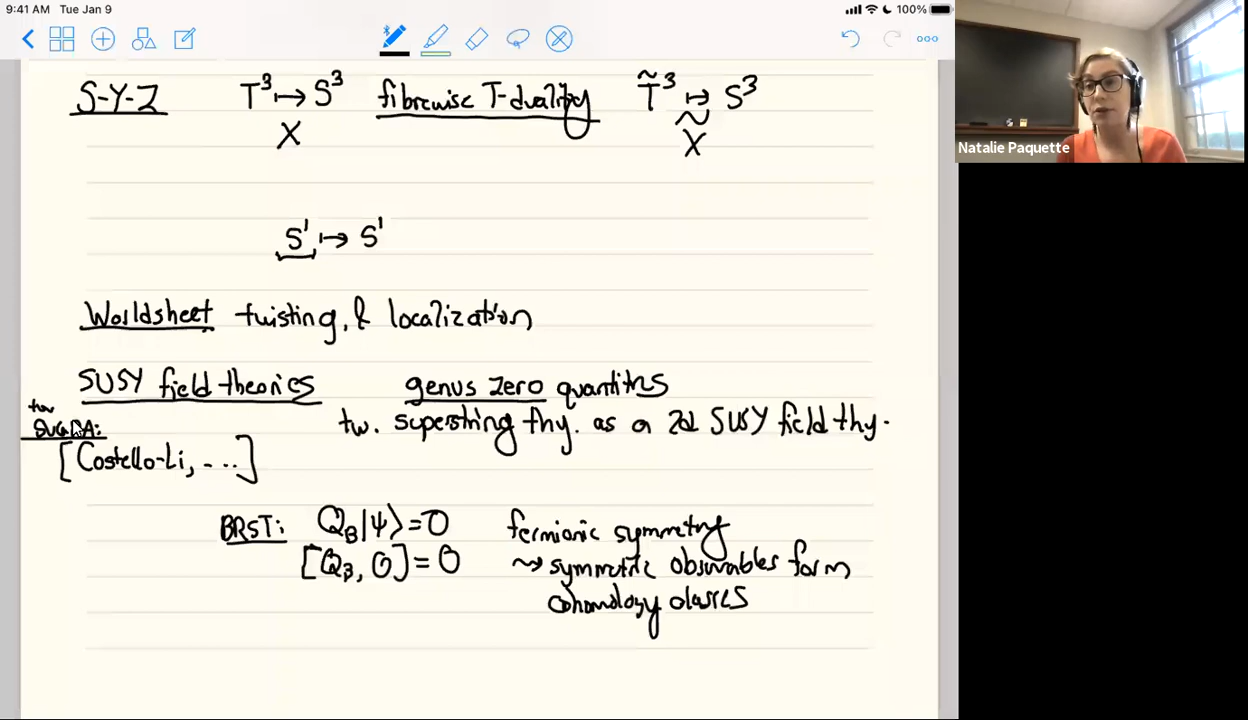 9:41 AM Tue Jan 9
100%
S-Y-Z T³ ↦ S³ fibrewise T-duality T̃³ ↦ S³
X X̃
S¹ ↦ S¹
Worldsheet twisting, & localization
SUSY field theories genus zero quantities
tw. superstring thy. as a 2d SUSY field thy.
tw
SUGRA:
[Costello-Li, ...]
BRST: Q_B|ψ⟩=0 fermionic symmetry
[Q_B, O] = 0 ⇝ symmetric observables form
cohomology classes
Natalie Paquette